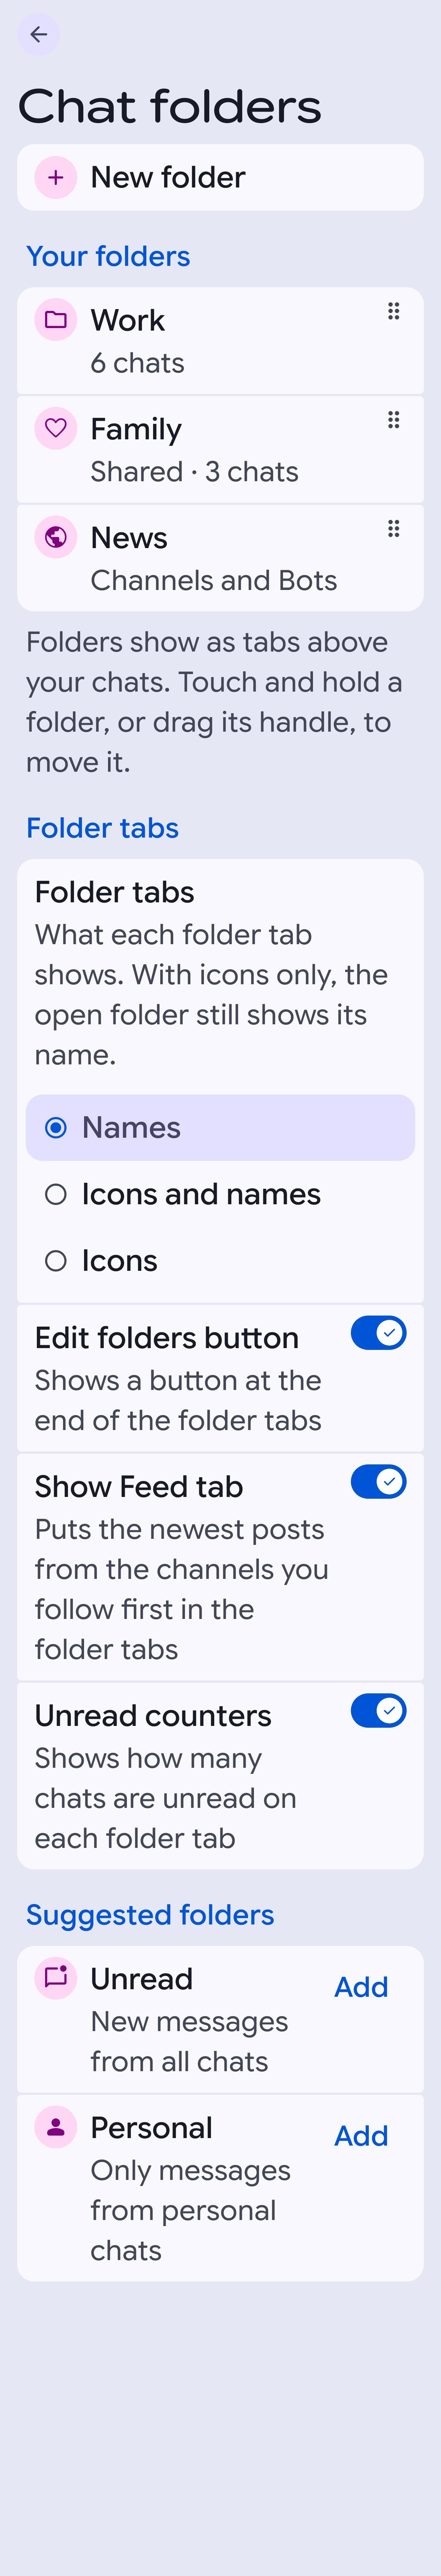 Chat folders
New folder
Your folders
Work
6 chats
Family
Shared · 3 chats
News
Channels and Bots
Folders show as tabs above
your chats. Touch and hold a
folder, or drag its handle, to
move it.
Folder tabs
Folder tabs
What each folder tab
shows. With icons only, the
open folder still shows its
name.
Names
Icons and names
Icons
Edit folders button
Shows a button at the
end of the folder tabs
Show Feed tab
Puts the newest posts
from the channels you
follow first in the
folder tabs
Unread counters
Shows how many
chats are unread on
each folder tab
Suggested folders
Unread
Add
New messages
from all chats
Personal
Add
Only messages
from personal
chats